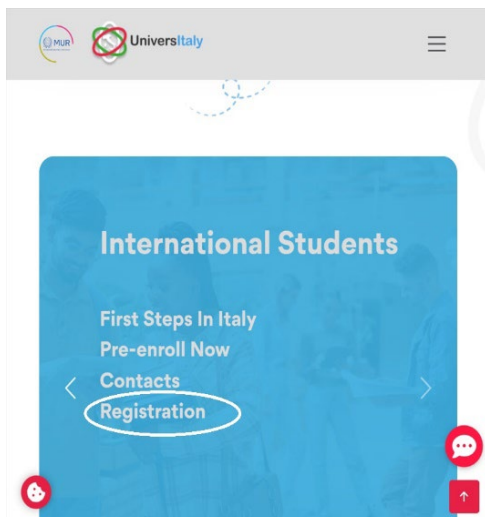 MUR
UniversItaly
International Students
First Steps In Italy
Pre-enroll Now
Contacts
Registration